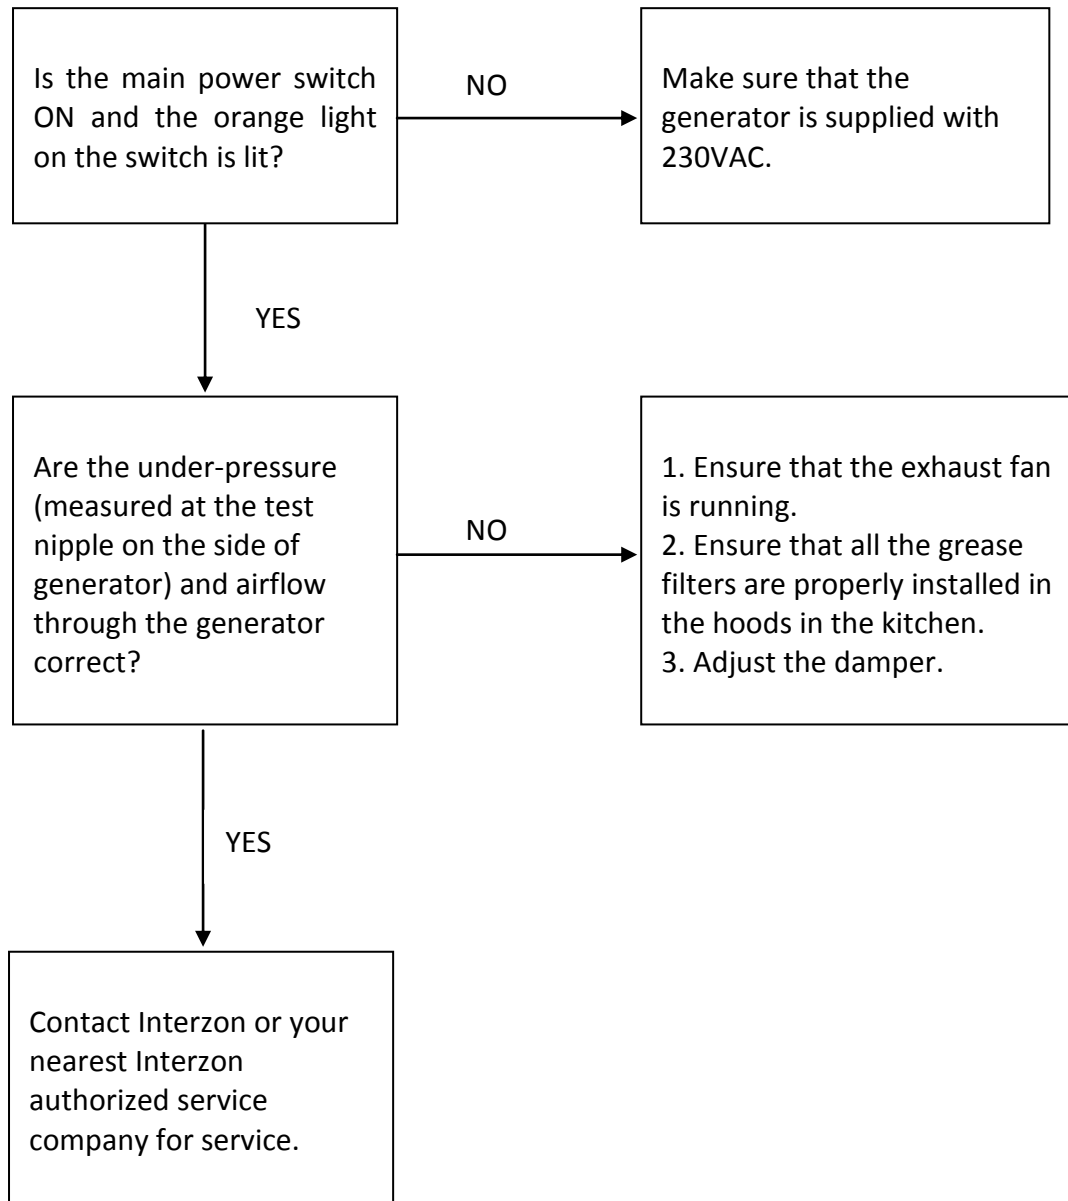 Is the main power switch
ON and the orange light
on the switch is lit?
NO
Make sure that the
generator is supplied with
230VAC.
YES
Are the under-pressure
(measured at the test
nipple on the side of
generator) and airflow
through the generator
correct?
NO
1. Ensure that the exhaust fan
is running.
2. Ensure that all the grease
filters are properly installed in
the hoods in the kitchen.
3. Adjust the damper.
YES
Contact Interzon or your
nearest Interzon
authorized service
company for service.